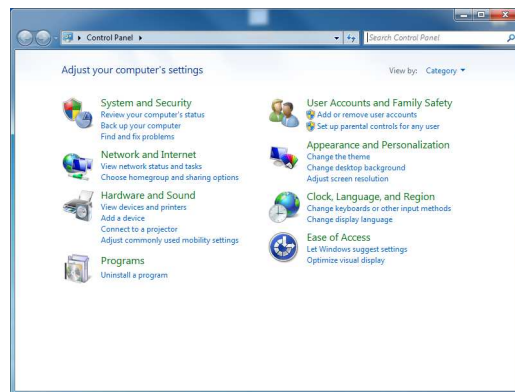 Control Panel
Search Control Panel
Adjust your computer's settings
View by: Category
System and Security
Review your computer's status
Back up your computer
Find and fix problems
Network and Internet
View network status and tasks
Choose homegroup and sharing options
Hardware and Sound
View devices and printers
Add a device
Connect to a projector
Adjust commonly used mobility settings
Programs
Uninstall a program
User Accounts and Family Safety
Add or remove user accounts
Set up parental controls for any user
Appearance and Personalization
Change the theme
Change desktop background
Adjust screen resolution
Clock, Language, and Region
Change keyboards or other input methods
Change display language
Ease of Access
Let Windows suggest settings
Optimize visual display